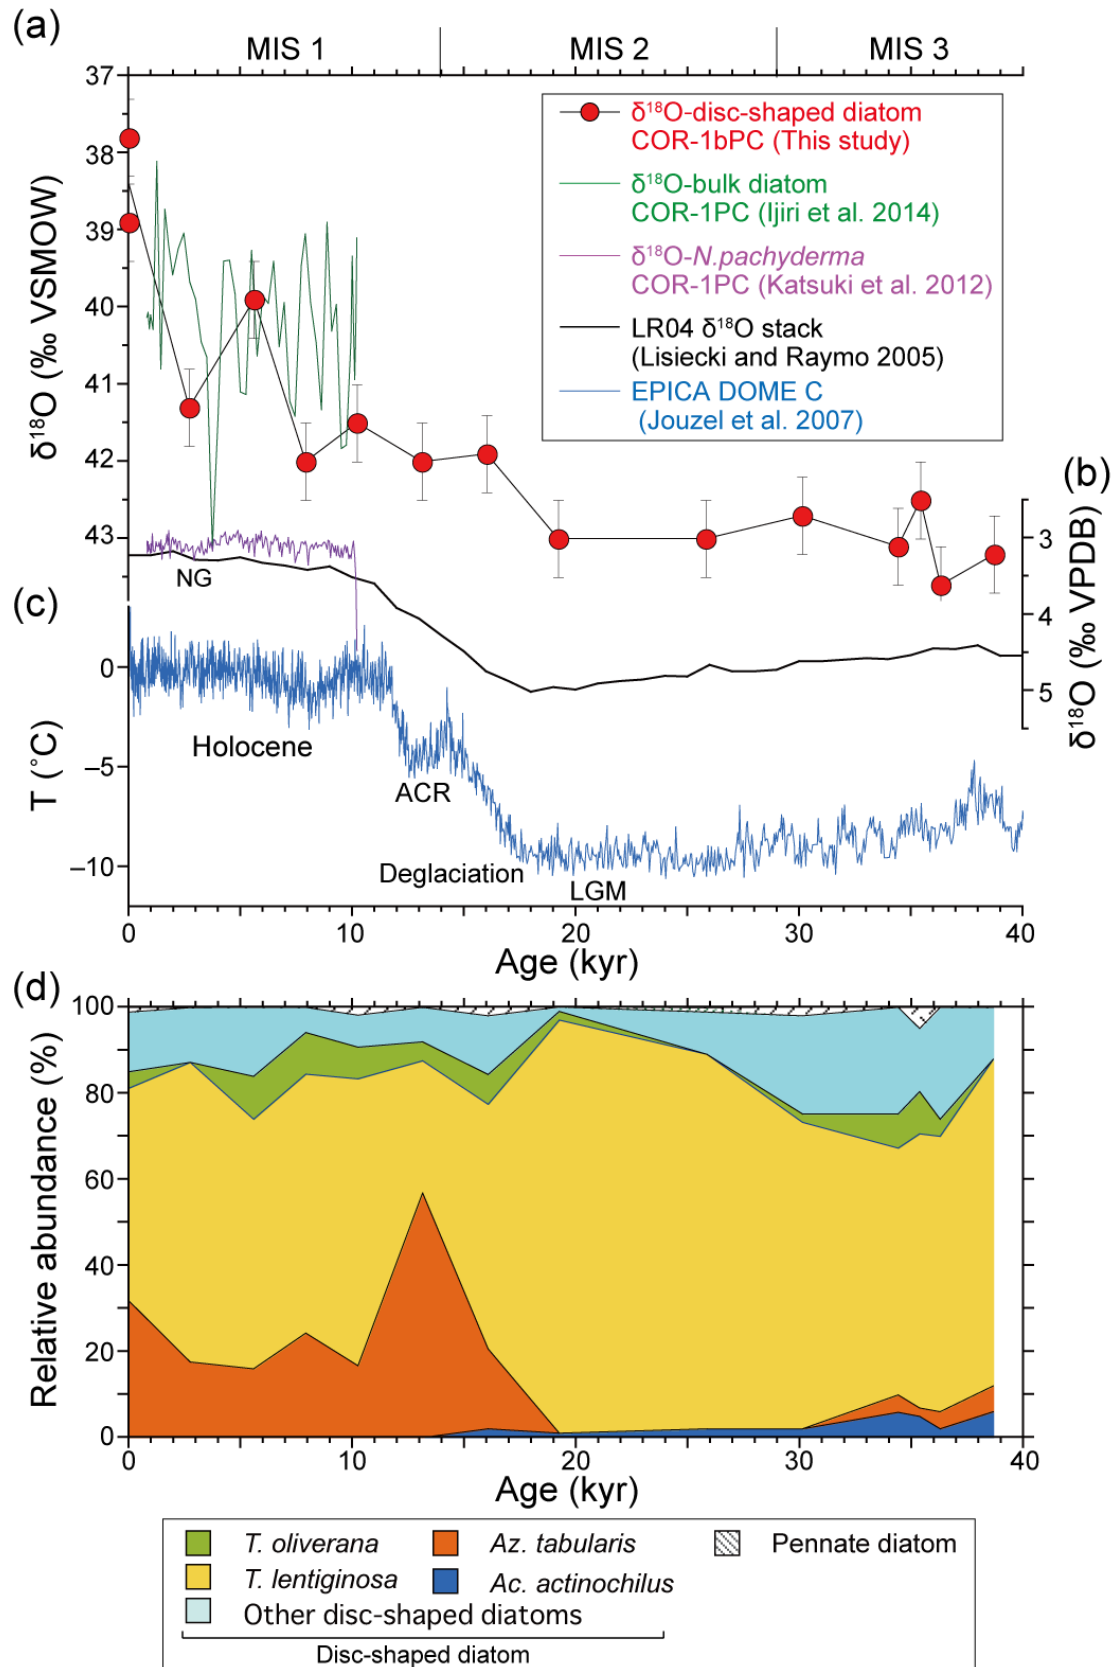 (a)
MIS 1
MIS 2
MIS 3
37
38
39
40
41
42
43
δ¹⁸O (‰ VSMOW)
δ¹⁸O-disc-shaped diatom
COR-1bPC (This study)
δ¹⁸O-bulk diatom
COR-1PC (Ijiri et al. 2014)
δ¹⁸O-N.pachyderma
COR-1PC (Katsuki et al. 2012)
LR04 δ¹⁸O stack
(Lisiecki and Raymo 2005)
EPICA DOME C
(Jouzel et al. 2007)
(b)
3
4
5
δ¹⁸O (‰ VPDB)
NG
(c)
0
–5
–10
T (˚C)
Holocene
ACR
Deglaciation
LGM
0 10 20 30 40
Age (kyr)
(d)
100
80
60
40
20
0
Relative abundance (%)
0 10 20 30 40
Age (kyr)
T. oliverana
Az. tabularis
Pennate diatom
T. lentiginosa
Ac. actinochilus
Other disc-shaped diatoms
Disc-shaped diatom